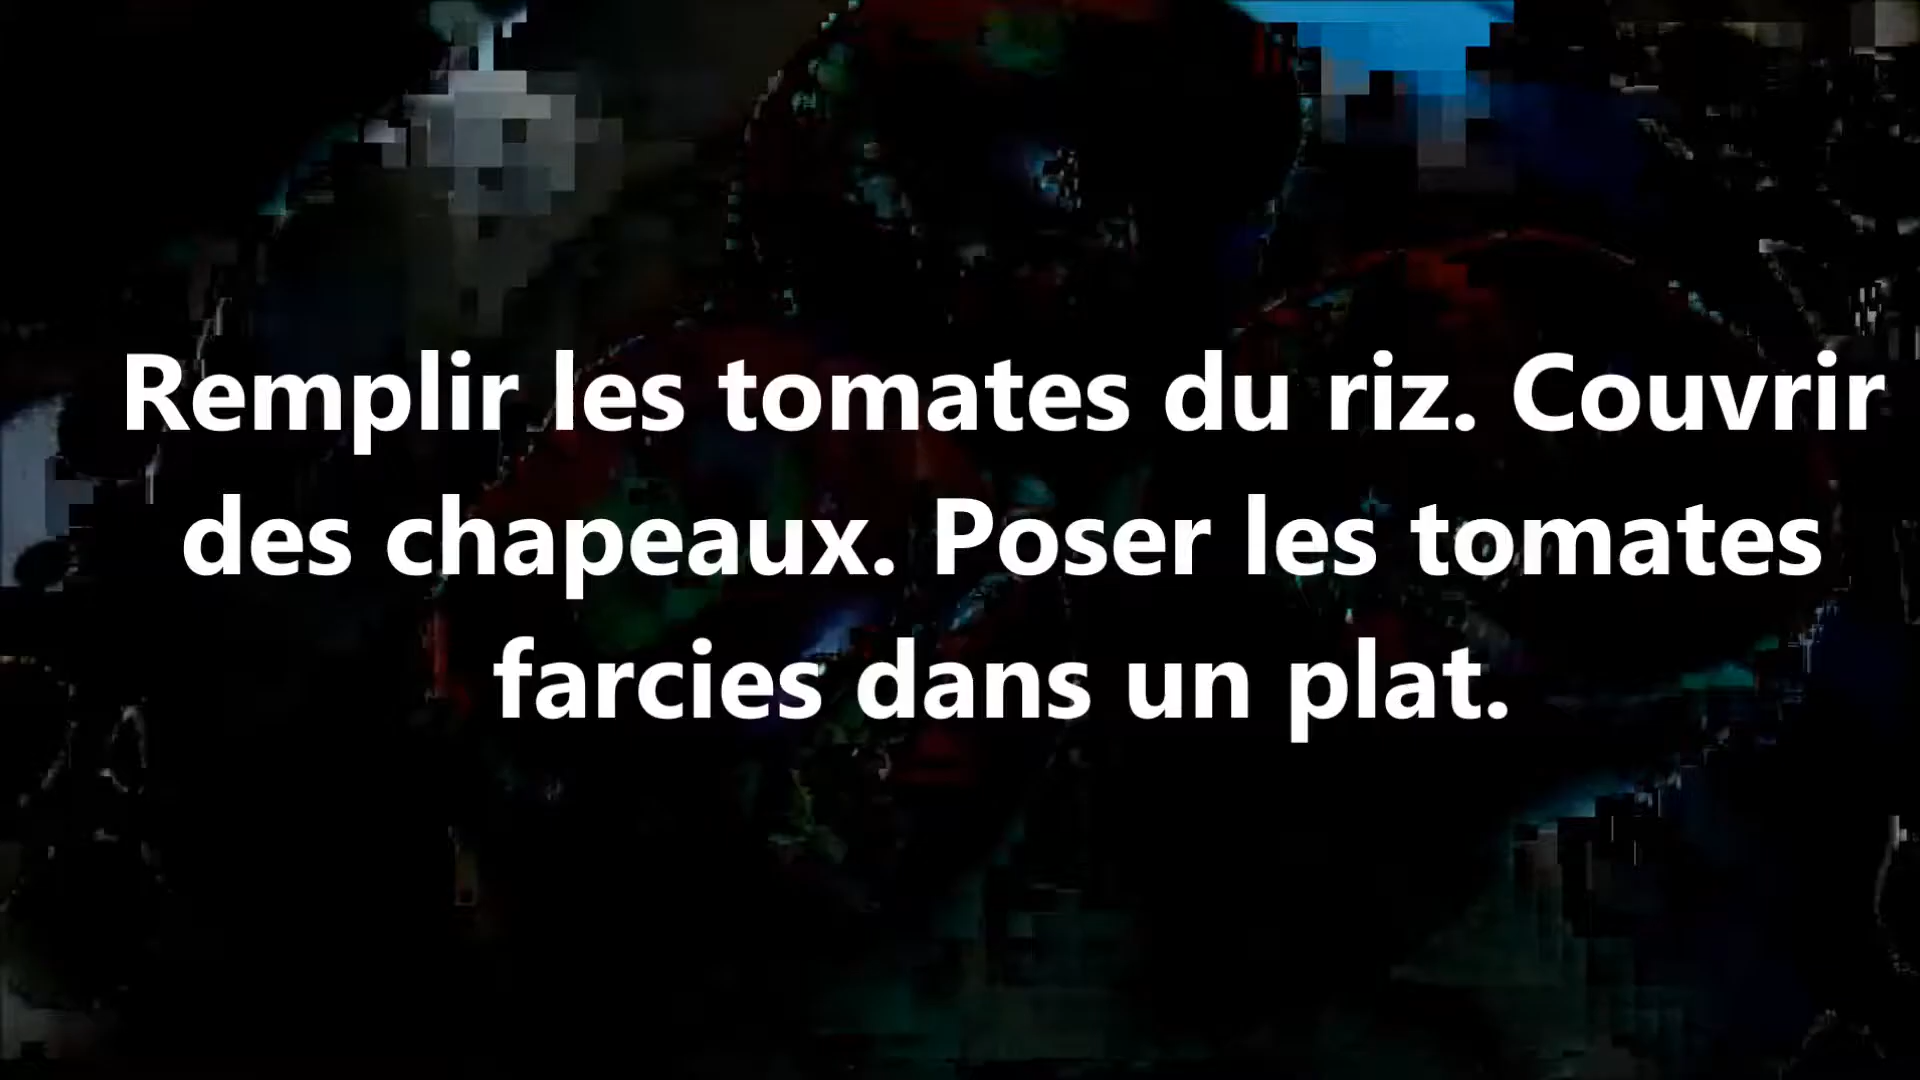 Remplir les tomates du riz. Couvrir
des chapeaux. Poser les tomates
farcies dans un plat.